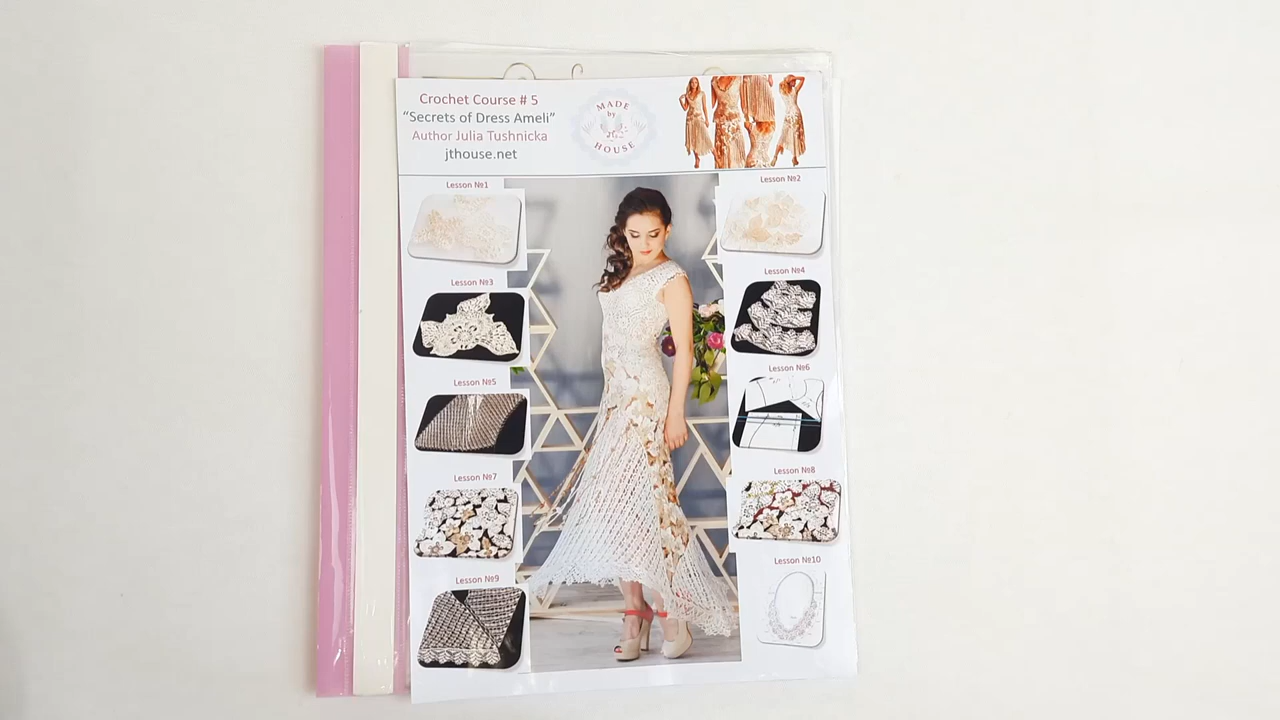 Crochet Course # 5
“Secrets of Dress Ameli”
Author Julia Tushnicka
jthouse.net
MADE
by
HOUSE
Lesson №1
Lesson №2
Lesson №3
Lesson №4
Lesson №5
Lesson №6
Lesson №7
Lesson №8
Lesson №9
Lesson №10